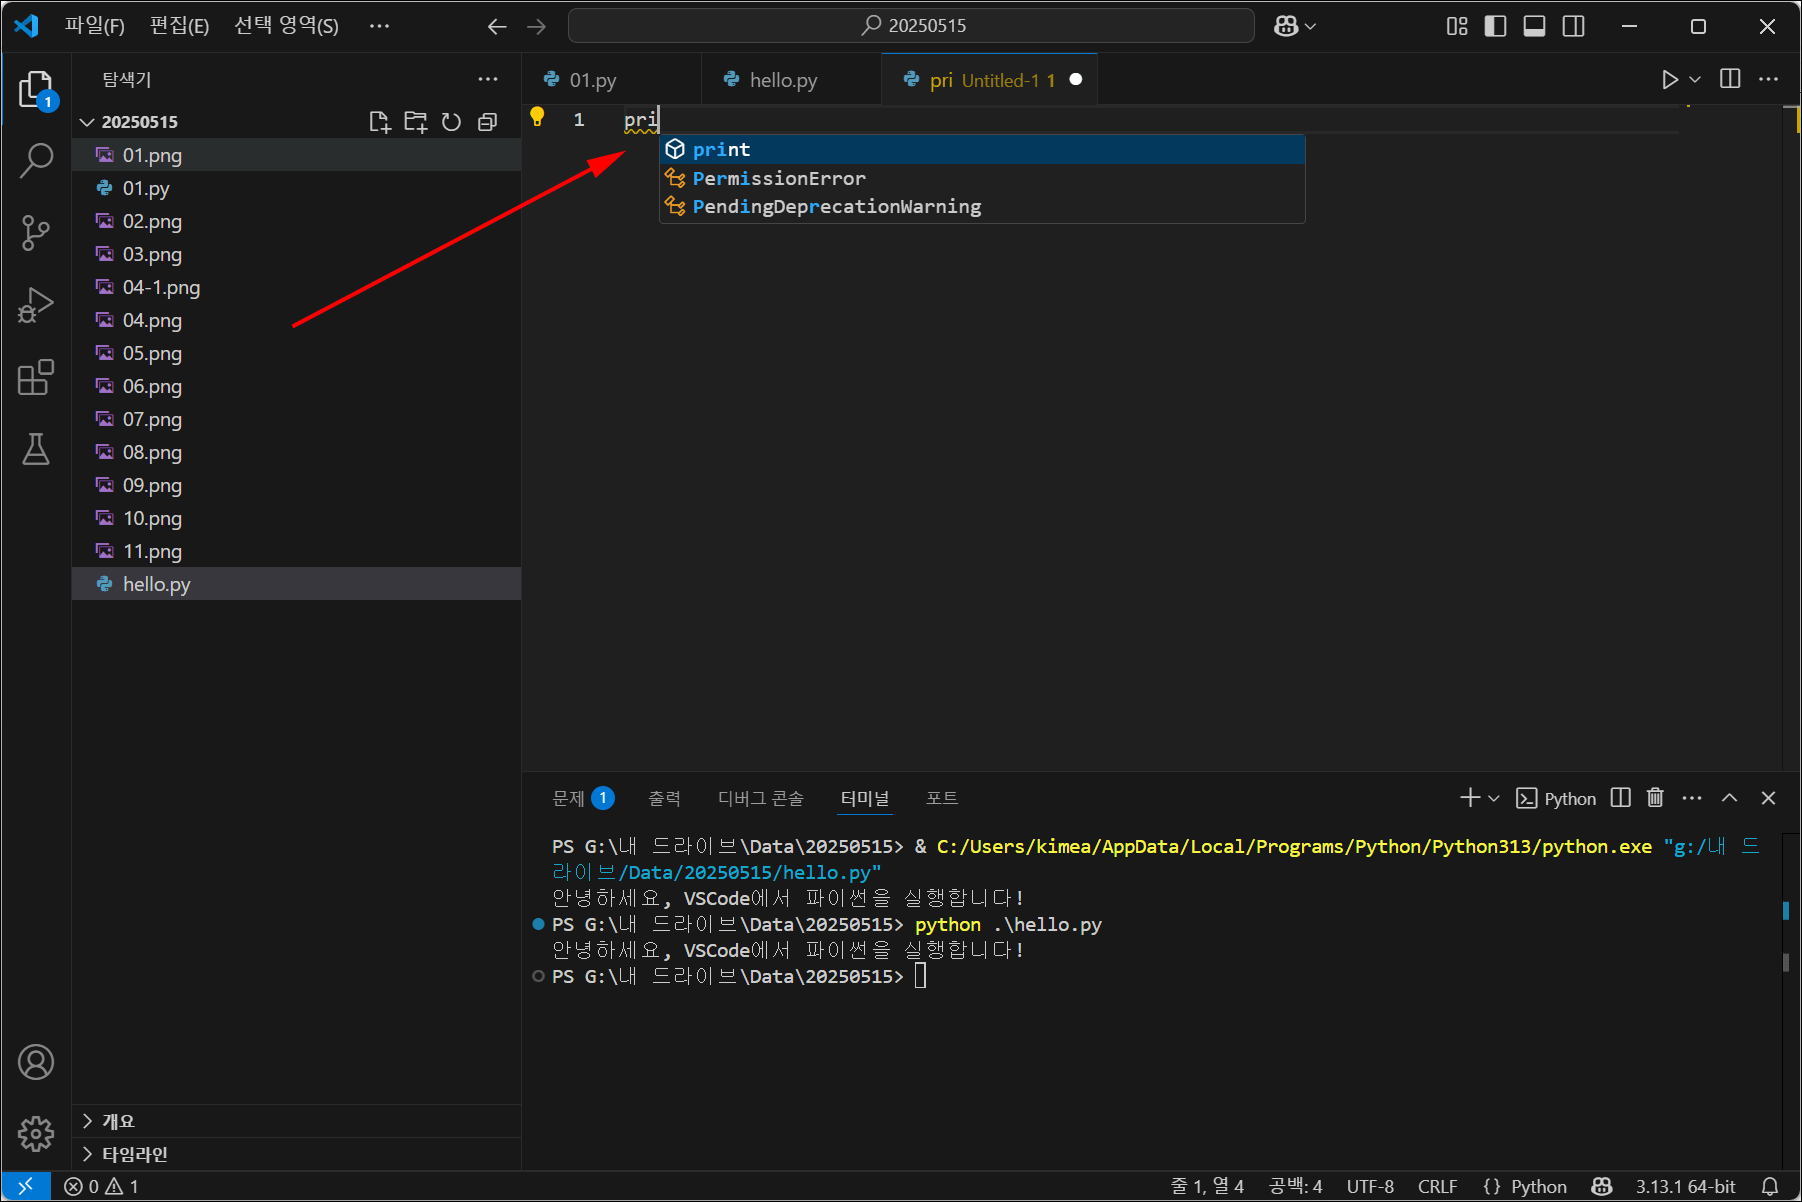 파일(F) 편집(E) 선택 영역(S) ··· 20250515
탐색기 ···
1
20250515
01.png
01.py
02.png
03.png
04-1.png
04.png
05.png
06.png
07.png
08.png
09.png
10.png
11.png
hello.py
개요
타임라인
01.py hello.py pri Untitled-1 1
1 pri
print
PermissionError
PendingDeprecationWarning
문제 1 출력 디버그 콘솔 터미널 포트 Python
PS G:\내 드라이브\Data\20250515> & C:/Users/kimea/AppData/Local/Programs/Python/Python313/python.exe "g:/내 드
라이브/Data/20250515/hello.py"
안녕하세요, VSCode에서 파이썬을 실행합니다!
PS G:\내 드라이브\Data\20250515> python .\hello.py
안녕하세요, VSCode에서 파이썬을 실행합니다!
PS G:\내 드라이브\Data\20250515>
0 1 줄 1, 열 4 공백: 4 UTF-8 CRLF {} Python 3.13.1 64-bit